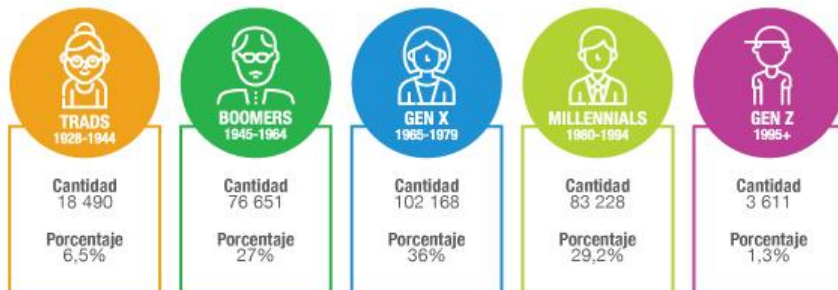 TRADS
1928-1944
Cantidad
18 490
Porcentaje
6,5%
BOOMERS
1945-1964
Cantidad
76 651
Porcentaje
27%
GEN X
1965-1979
Cantidad
102 168
Porcentaje
36%
MILLENNIALS
1980-1994
Cantidad
83 228
Porcentaje
29,2%
GEN Z
1995+
Cantidad
3 611
Porcentaje
1,3%